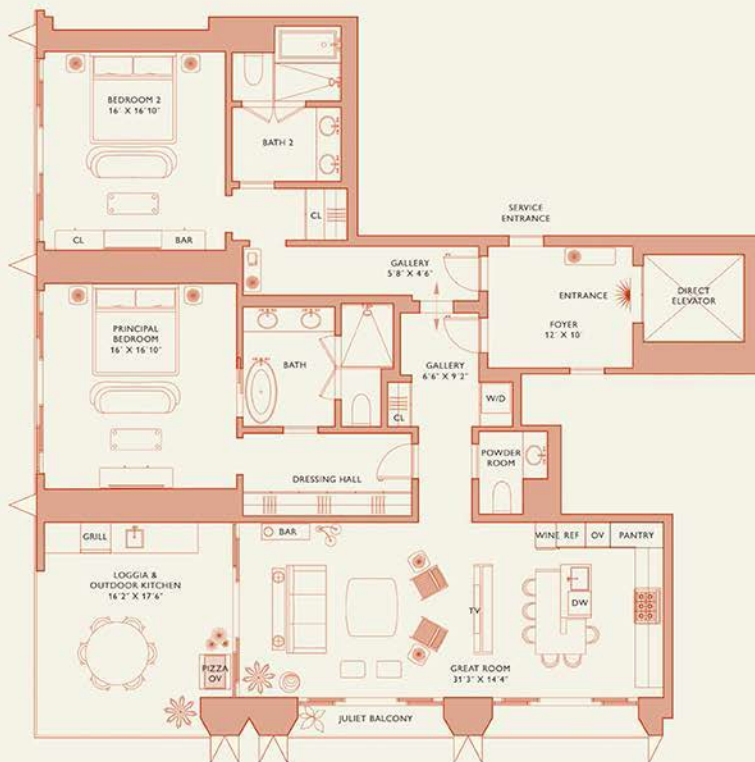 BEDROOM 2
16' X 16'10"
BATH 2
CL
CL
BAR
SERVICE
ENTRANCE
GALLERY
5'8" X 4'6"
ENTRANCE
DIRECT
ELEVATOR
FOYER
12' X 10'
PRINCIPAL
BEDROOM
16' X 16'10"
BATH
GALLERY
6'6" X 9'2"
CL
W/D
POWDER
ROOM
DRESSING HALL
GRILL
BAR
WINE
REF
OV
PANTRY
LOGGIA &
OUTDOOR KITCHEN
16'2" X 17'6"
TV
DW
PIZZA
OV
GREAT ROOM
31'3" X 14'4"
JULIET BALCONY